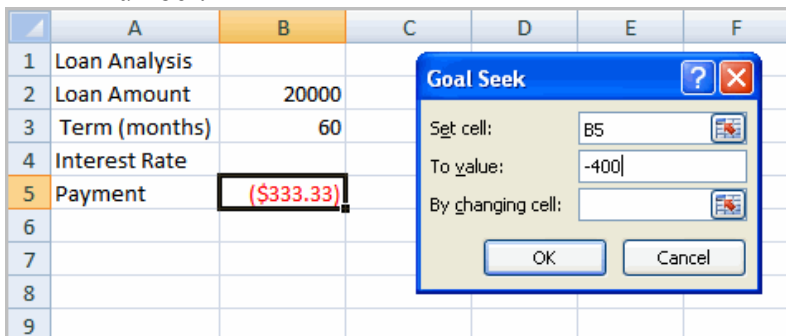 A B C D E F
1 Loan Analysis
2 Loan Amount 20000
3 Term (months) 60
4 Interest Rate
5 Payment ($333.33)
6
7
8
9
Goal Seek ?
Set cell: B5
To value: -400
By changing cell:
OK Cancel